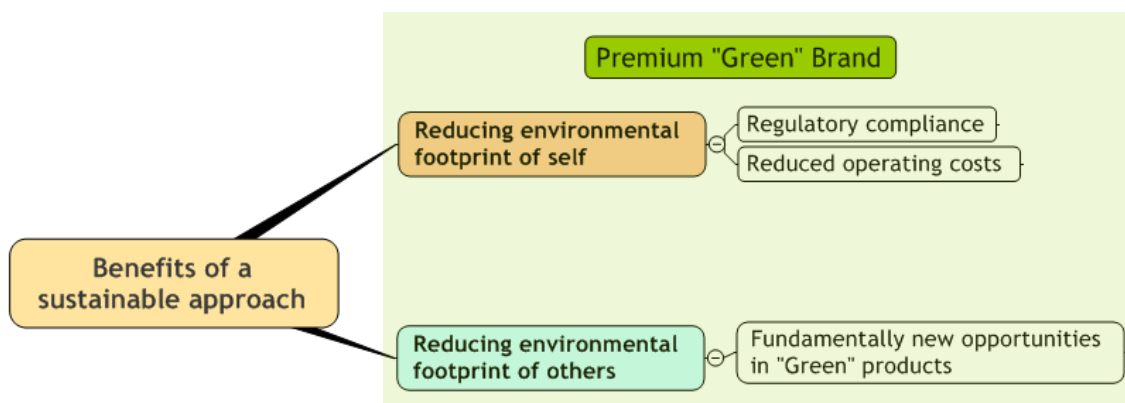 Premium "Green" Brand
Reducing environmental
footprint of self
Regulatory compliance
Reduced operating costs
Benefits of a
sustainable approach
Reducing environmental
footprint of others
Fundamentally new opportunities
in "Green" products